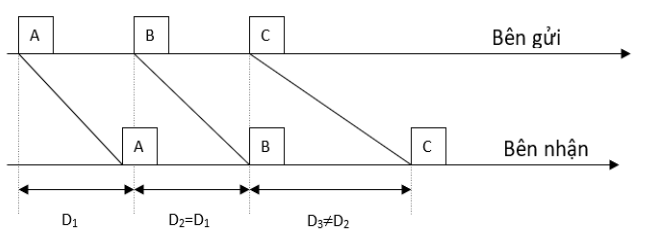 A B C Bên gửi
A B C Bên nhận
D₁ D₂=D₁ D₃≠D₂